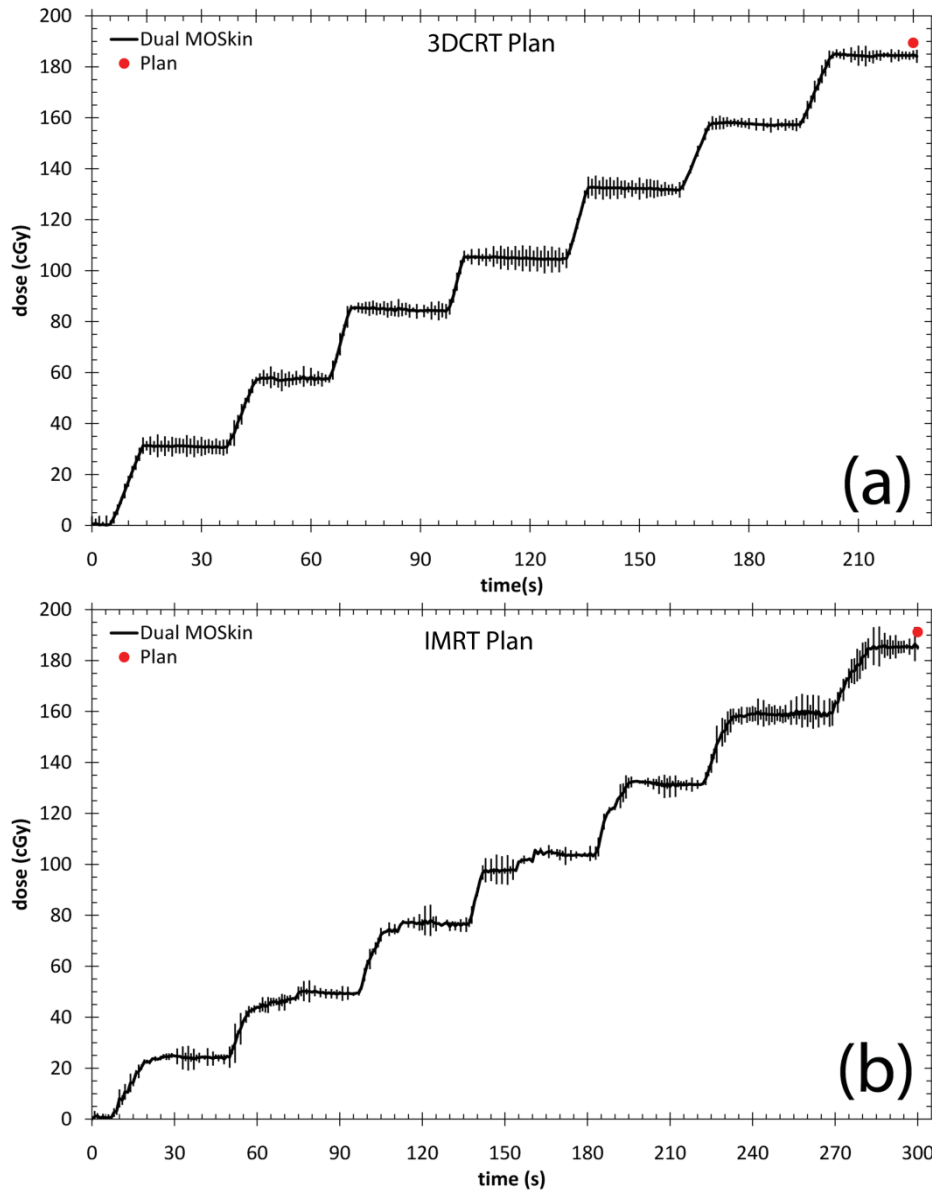 200
180
160
140
120
100
80
60
40
20
0
dose (cGy)
Dual MOSkin
Plan
3DCRT Plan
(a)
0 30 60 90 120 150 180 210
time(s)
200
180
160
140
120
100
80
60
40
20
0
dose (cGy)
Dual MOSkin
Plan
IMRT Plan
(b)
0 30 60 90 120 150 180 210 240 270 300
time (s)